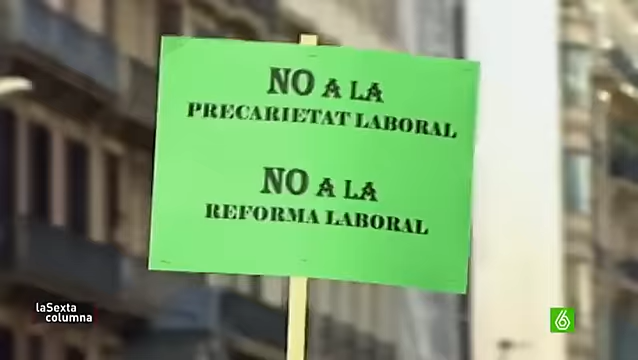 NO A LA
PRECARIETAT LABORAL
NO A LA
REFORMA LABORAL
laSexta
columna
6